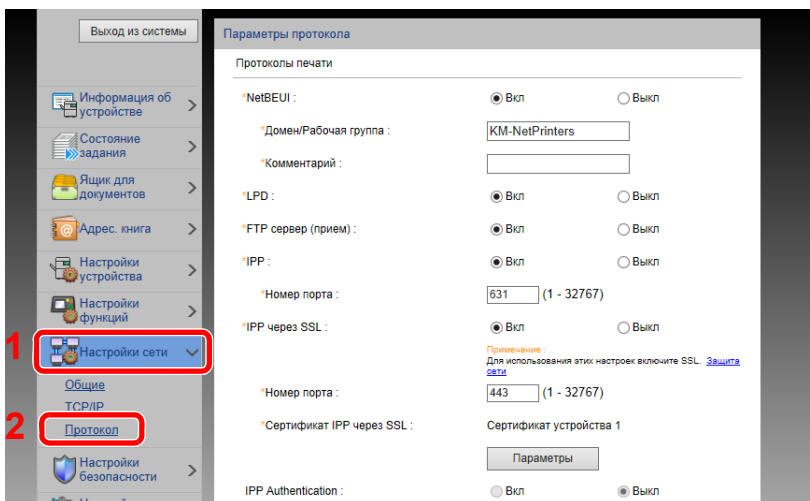 Выход из системы
Информация об
устройстве
Состояние
задания
Ящик для
документов
Адрес. книга
Настройки
устройства
Настройки
функций
1
Настройки сети
Общие
TCP/IP
2
Протокол
Настройки
безопасности
Параметры протокола
Протоколы печати
*NetBEUI : Вкл Выкл
*Домен/Рабочая группа : KM-NetPrinters
*Комментарий :
*LPD : Вкл Выкл
*FTP сервер (прием) : Вкл Выкл
*IPP : Вкл Выкл
*Номер порта : 631 (1 - 32767)
*IPP через SSL : Вкл Выкл
Примечание :
Для использования этих настроек включите SSL. Защита
сети
*Номер порта : 443 (1 - 32767)
*Сертификат IPP через SSL : Сертификат устройства 1
Параметры
IPP Authentication : Вкл Выкл